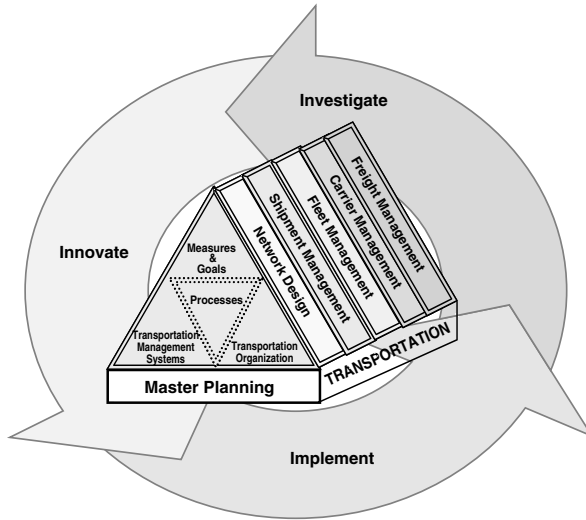 Investigate
Innovate
Measures
&
Goals
Processes
Transportation
Management
Systems
Transportation
Organization
Network Design
Shipment Management
Fleet Management
Carrier Management
Freight Management
Master Planning
TRANSPORTATION
Implement